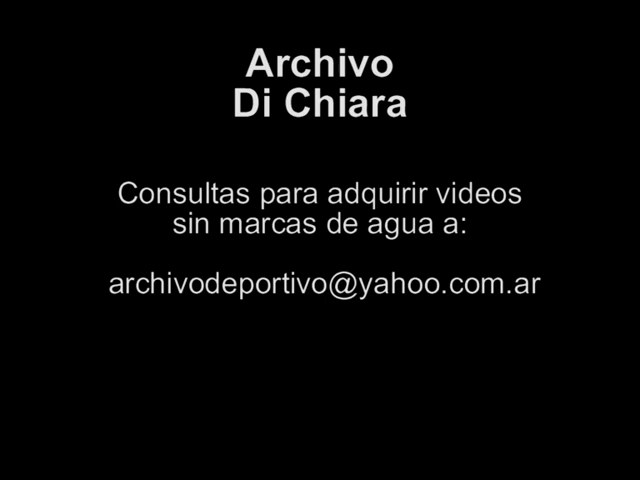 Archivo
Di Chiara
Consultas para adquirir videos
sin marcas de agua a:
archivodeportivo@yahoo.com.ar